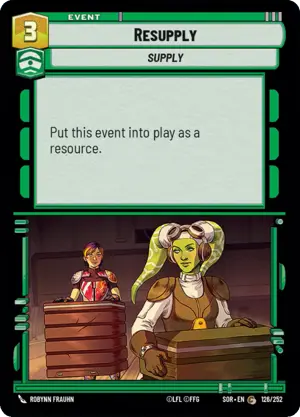 EVENT
3
RESUPPLY
SUPPLY
Put this event into play as a
resource.
ROBYNN FRAUHN
©LFL ©FFG
SOR • EN
C
126/252